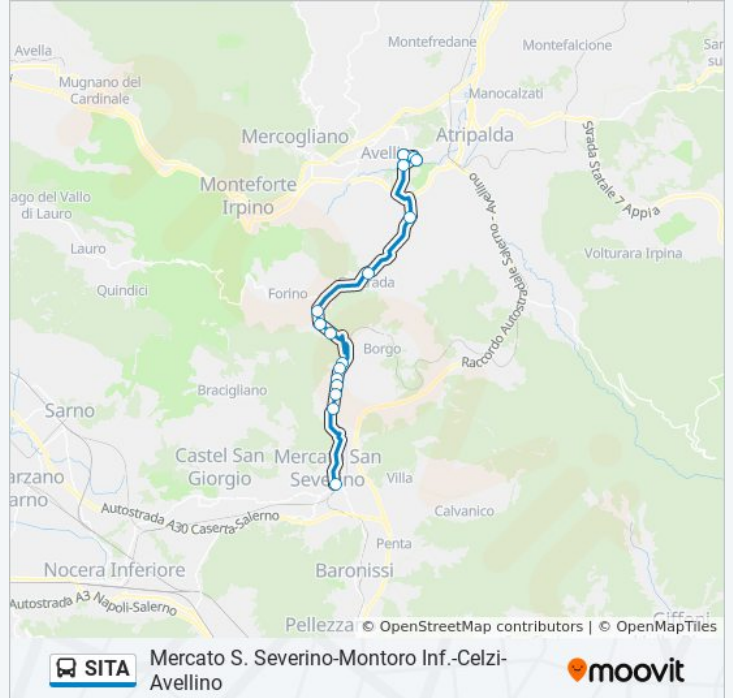 Avella
Montefredane
Montefalcione
Mugnano del
Cardinale
Manocalzati
Mercogliano
Atripalda
Avell
Monteforte
Irpino
Strada Statale 7 Appia
ago del Vallo
di Lauro
Lauro
Volturara Irpina
Quindici
Forino
rada
Raccordo Autostradale Salerno - Avellino
Borgo
Bracigliano
Sarno
Castel San
Giorgio
Merca San
Seve no
Villa
arzano
arno
Calvanico
Autostrada A30 Caserta-Salerno
Penta
Nocera Inferiore
Baronissi
Autostrada A3 Napoli-Salerno
Pellezza
© OpenStreetMap contributors | © OpenMapTiles
SITA
Mercato S. Severino-Montoro Inf.-Celzi-
Avellino
moovit